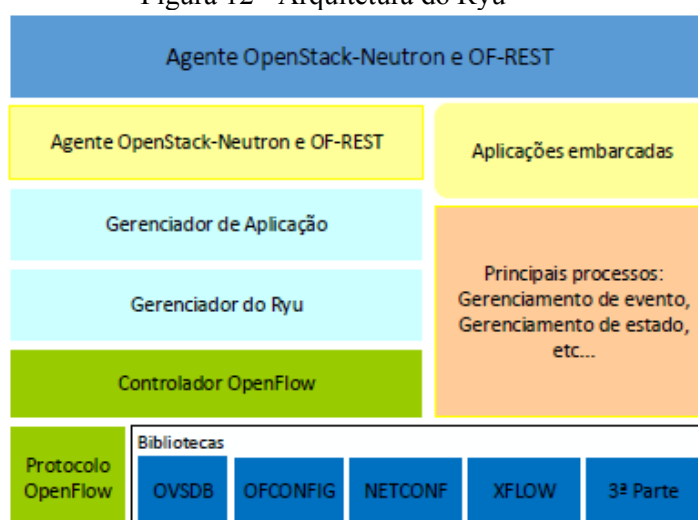 Figura 12 - Arquitetura do Ryu
Agente OpenStack-Neutron e OF-REST
Agente OpenStack-Neutron e OF-REST
Aplicações embarcadas
Gerenciador de Aplicação
Gerenciador do Ryu
Principais processos:
Gerenciamento de evento,
Gerenciamento de estado,
etc...
Controlador OpenFlow
Protocolo
OpenFlow
Bibliotecas
OVSDB
OFCONFIG
NETCONF
XFLOW
3ª Parte